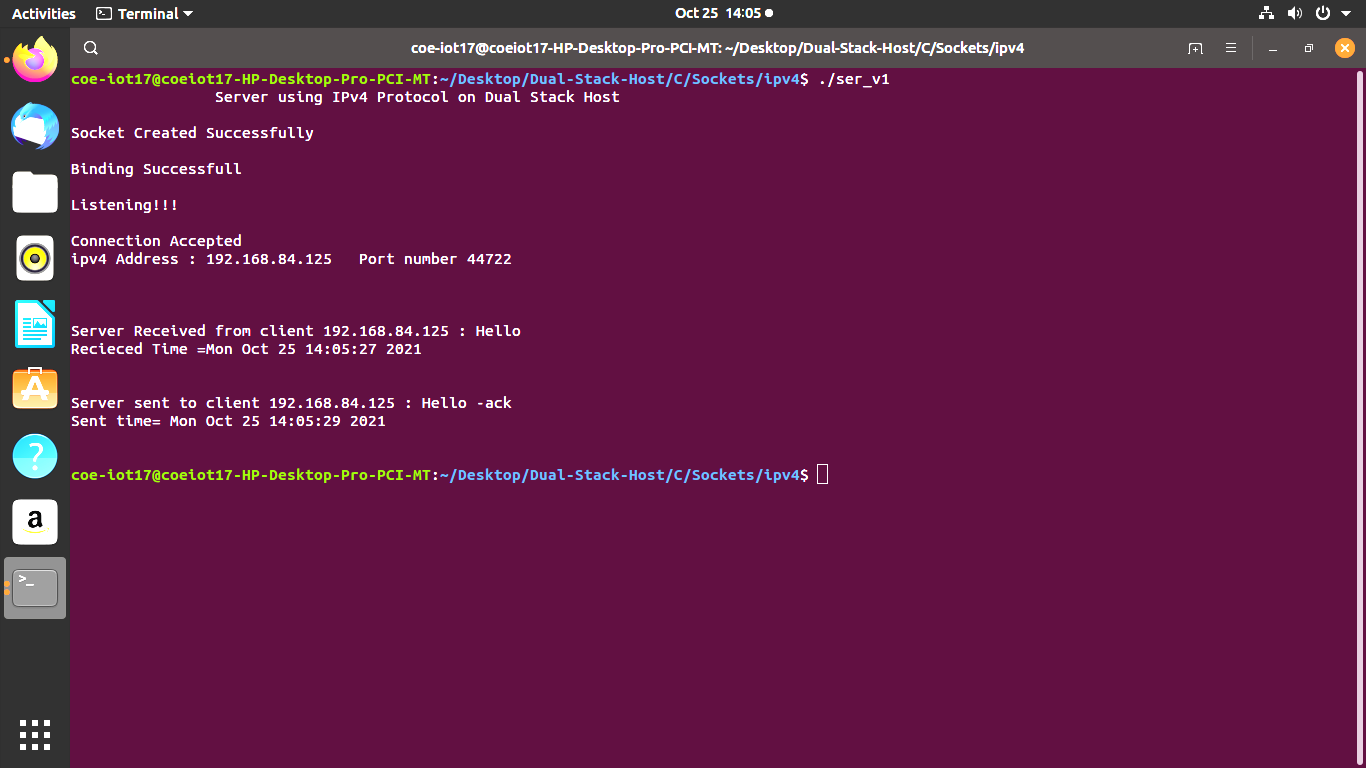 Activities Terminal Oct 25 14:05
coe-iot17@coeiot17-HP-Desktop-Pro-PCI-MT: ~/Desktop/Dual-Stack-Host/C/Sockets/ipv4
coe-iot17@coeiot17-HP-Desktop-Pro-PCI-MT:~/Desktop/Dual-Stack-Host/C/Sockets/ipv4$ ./ser_v1
Server using IPv4 Protocol on Dual Stack Host
Socket Created Successfully
Binding Successfull
Listening!!!
Connection Accepted
ipv4 Address : 192.168.84.125 Port number 44722
Server Received from client 192.168.84.125 : Hello
Recieced Time =Mon Oct 25 14:05:27 2021
Server sent to client 192.168.84.125 : Hello -ack
Sent time= Mon Oct 25 14:05:29 2021
coe-iot17@coeiot17-HP-Desktop-Pro-PCI-MT:~/Desktop/Dual-Stack-Host/C/Sockets/ipv4$